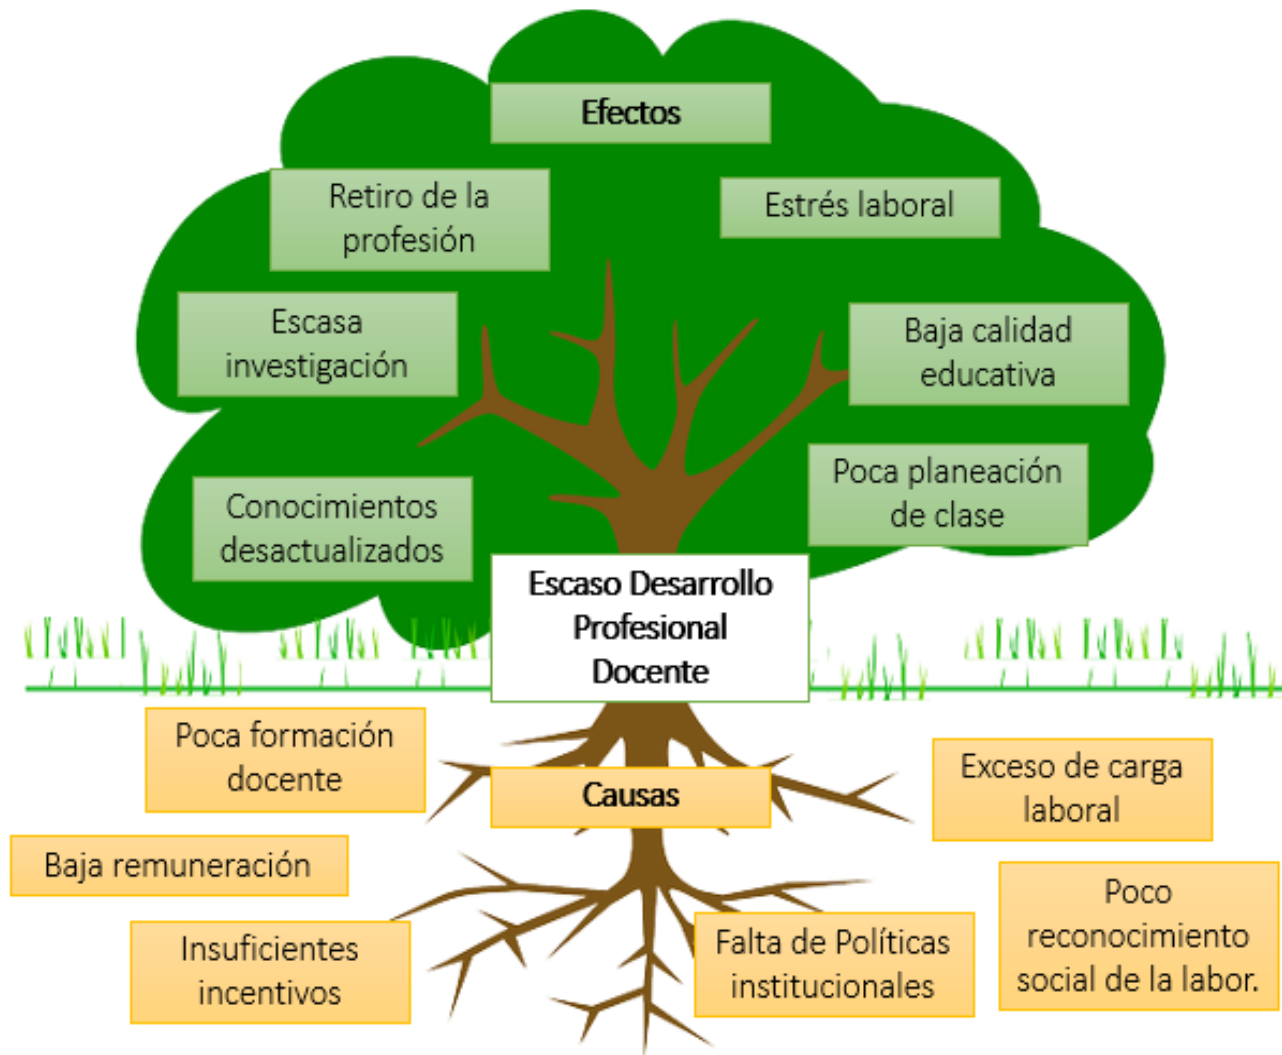 Efectos
Retiro de la
profesión
Estrés laboral
Escasa
investigación
Baja calidad
educativa
Conocimientos
desactualizados
Poca planeación
de clase
Escaso Desarrollo
Profesional
Docente
Poca formación
docente
Causas
Exceso de carga
laboral
Baja remuneración
Insuficientes
incentivos
Falta de Políticas
institucionales
Poco
reconocimiento
social de la labor.